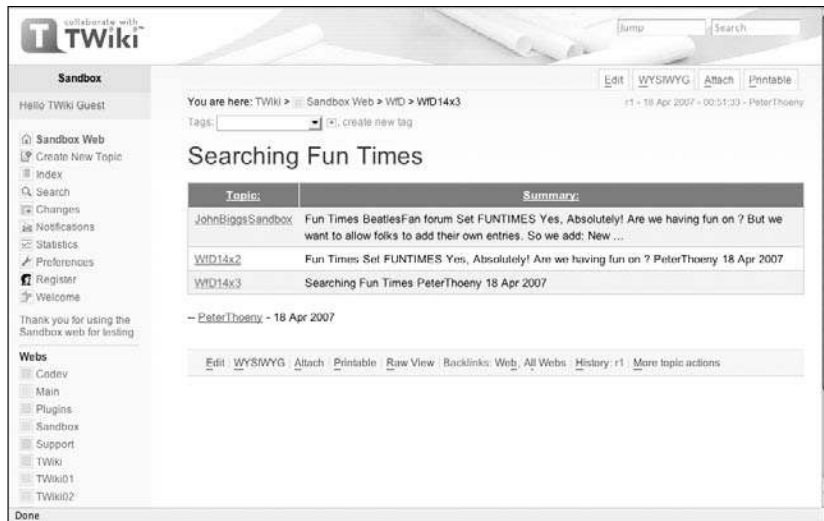 collaborate with
TWiki™
Jump
Search
Sandbox
Edit WYSIWYG Attach Printable
Hello TWiki Guest
You are here: TWiki > Sandbox Web > WfD > WfD14x3
r1 - 18 Apr 2007 - 00:51:33 - PeterThoeny
Tags:
create new tag
Searching Fun Times
Sandbox Web
Create New Topic
Index
Search
Changes
Notifications
Statistics
Preferences
Register
Welcome
Thank you for using the
Sandbox web for testing
Webs
Codev
Main
Plugins
Sandbox
Support
TWiki
TWiki01
TWiki02
Topic: Summary:
JohnBiggsSandbox Fun Times BeatlesFan forum Set FUNTIMES Yes, Absolutely! Are we having fun on ? But we
want to allow folks to add their own entries. So we add: New ...
WfD14x2 Fun Times Set FUNTIMES Yes, Absolutely! Are we having fun on ? PeterThoeny 18 Apr 2007
WfD14x3 Searching Fun Times PeterThoeny 18 Apr 2007
-- PeterThoeny - 18 Apr 2007
Edit | WYSIWYG | Attach | Printable | Raw View | Backlinks: Web, All Webs | History: r1 | More topic actions
Done